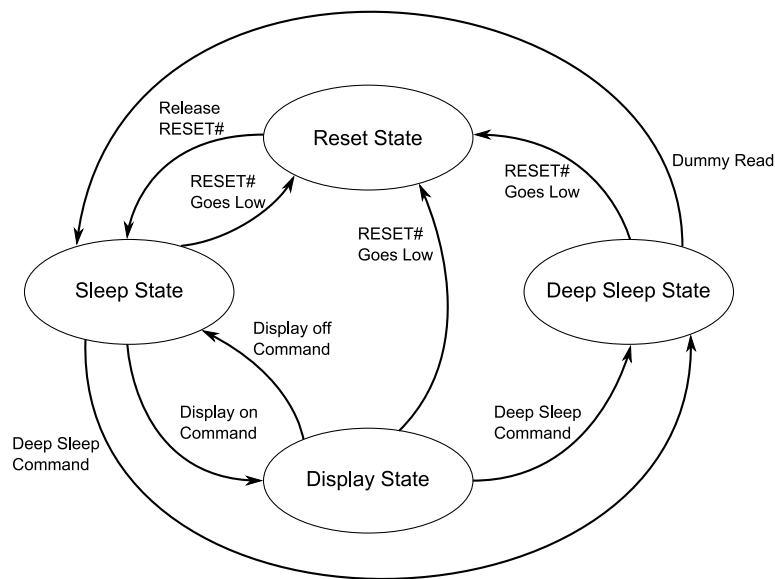 Release
RESET#
Reset State
Dummy Read
RESET#
Goes Low
RESET#
Goes Low
RESET#
Goes Low
Sleep State
Deep Sleep State
Display off
Command
Display on
Command
Deep Sleep
Command
Deep Sleep
Command
Display State